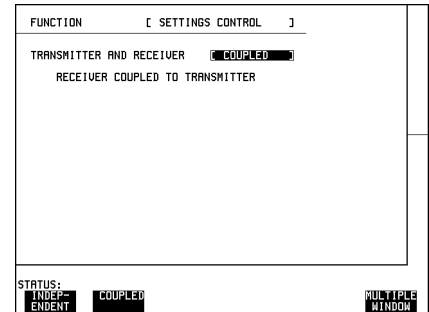 FUNCTION [ SETTINGS CONTROL ]
TRANSMITTER AND RECEIVER [ COUPLED ]
RECEIVER COUPLED TO TRANSMITTER
STATUS:
INDEP- COUPLED MULTIPLE
ENDENT WINDOW